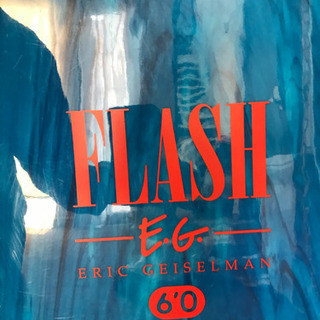 FLASH
E.G.
ERIC GEISELMAN
6'0